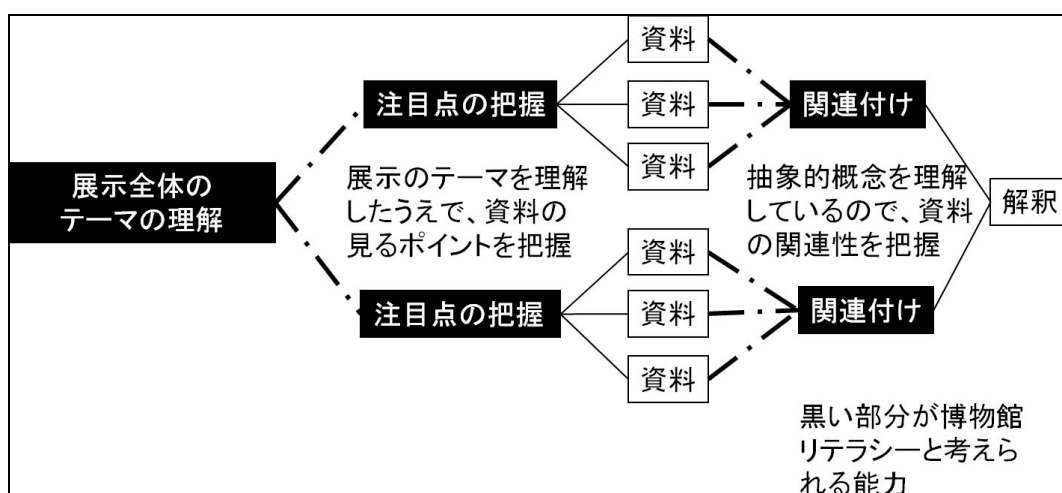 展示全体の
テーマの理解
注目点の把握
展示のテーマを理解
したうえで、資料の
見るポイントを把握
注目点の把握
資料
資料
資料
資料
資料
資料
関連付け
抽象的概念を理解
しているので、資料
の関連性を把握
関連付け
解釈
黒い部分が博物館
リテラシーと考えら
れる能力